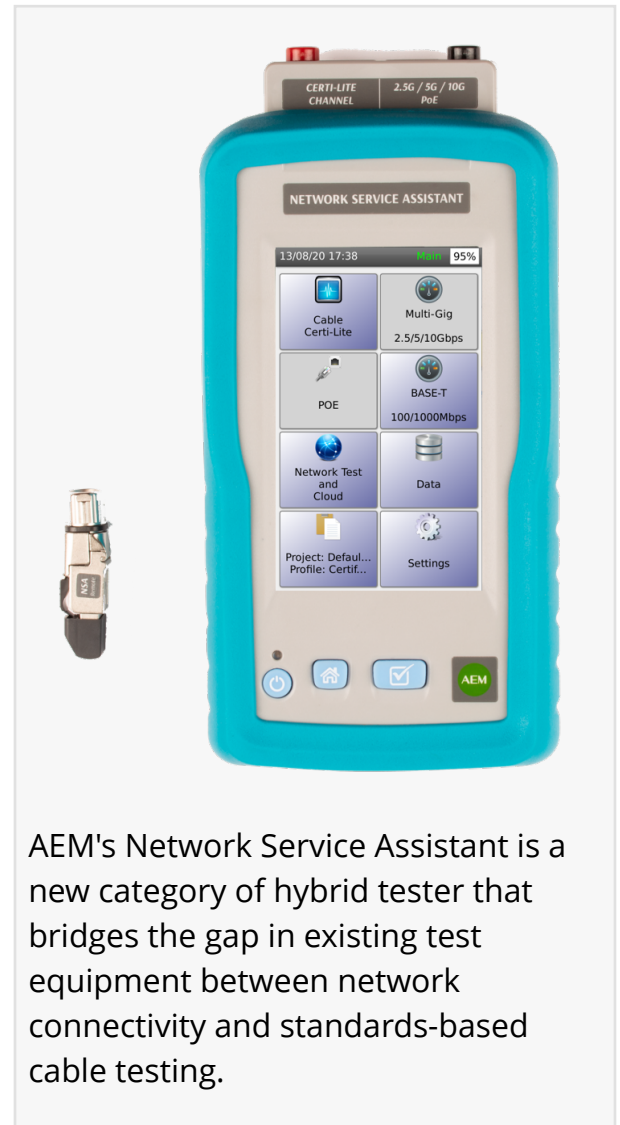 CERTI-LITE CHANNEL
2.5G / 5G / 10G PoE
NETWORK SERVICE ASSISTANT
13/08/20 17:38 Main 95%
Cable
Certi-Lite
Multi-Gig
2.5/5/10Gbps
POE
BASE-T
100/1000Mbps
Network Test
and
Cloud
Data
Project: Defaul...
Profile: Certif...
Settings
NSA
AEM
AEM's Network Service Assistant is a
new category of hybrid tester that
bridges the gap in existing test
equipment between network
connectivity and standards-based
cable testing.